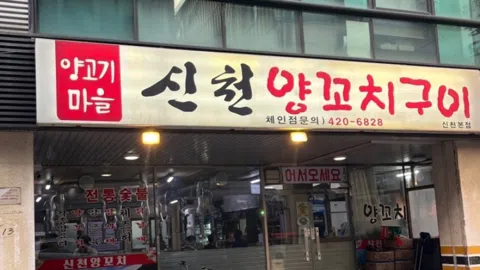 양고기
마을
신천 양꼬치구이
체인점문의) 420-6828
신천본점
어서오세요
전통숯불
양꼬치
신천양꼬치